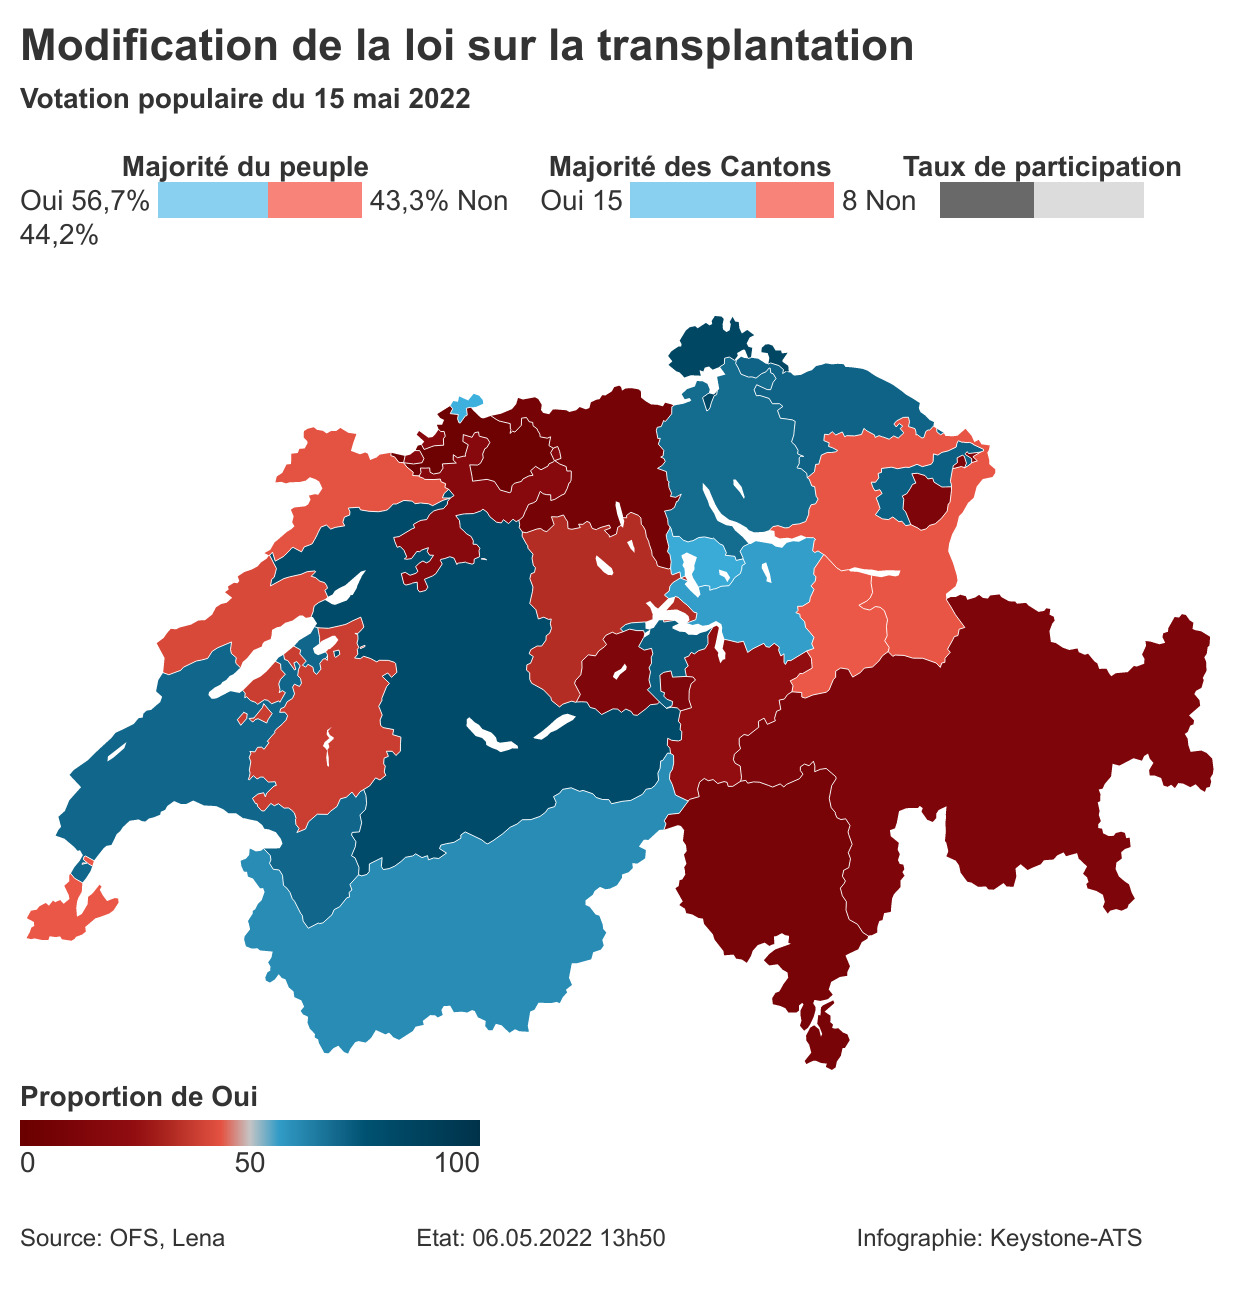 Modification de la loi sur la transplantation
Votation populaire du 15 mai 2022
Majorité du peuple
Majorité des Cantons
Taux de participation
Oui 56,7%
43,3% Non
Oui 15
8 Non
44,2%
Proportion de Oui
0
50
100
Source: OFS, Lena
Etat: 06.05.2022 13h50
Infographie: Keystone-ATS